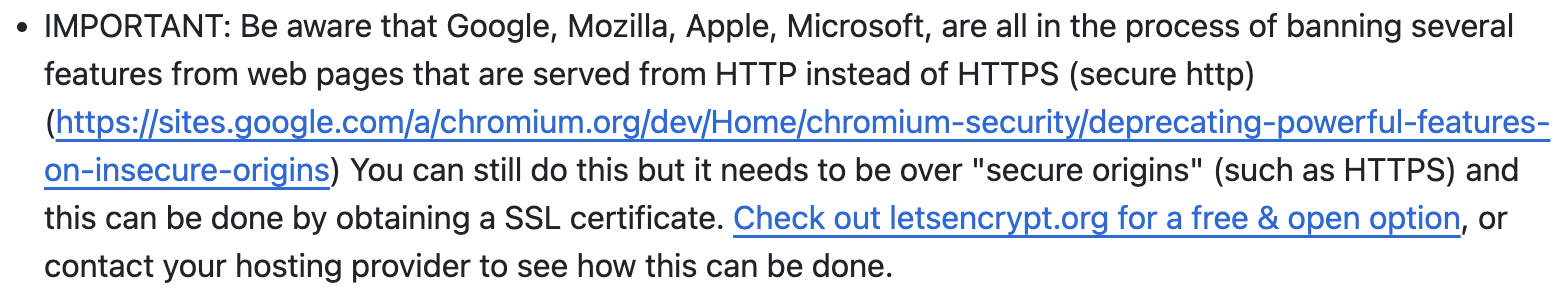 • IMPORTANT: Be aware that Google, Mozilla, Apple, Microsoft, are all in the process of banning several
features from web pages that are served from HTTP instead of HTTPS (secure http)
(https://sites.google.com/a/chromium.org/dev/Home/chromium-security/deprecating-powerful-features-
on-insecure-origins) You can still do this but it needs to be over "secure origins" (such as HTTPS) and
this can be done by obtaining a SSL certificate. Check out letsencrypt.org for a free & open option, or
contact your hosting provider to see how this can be done.